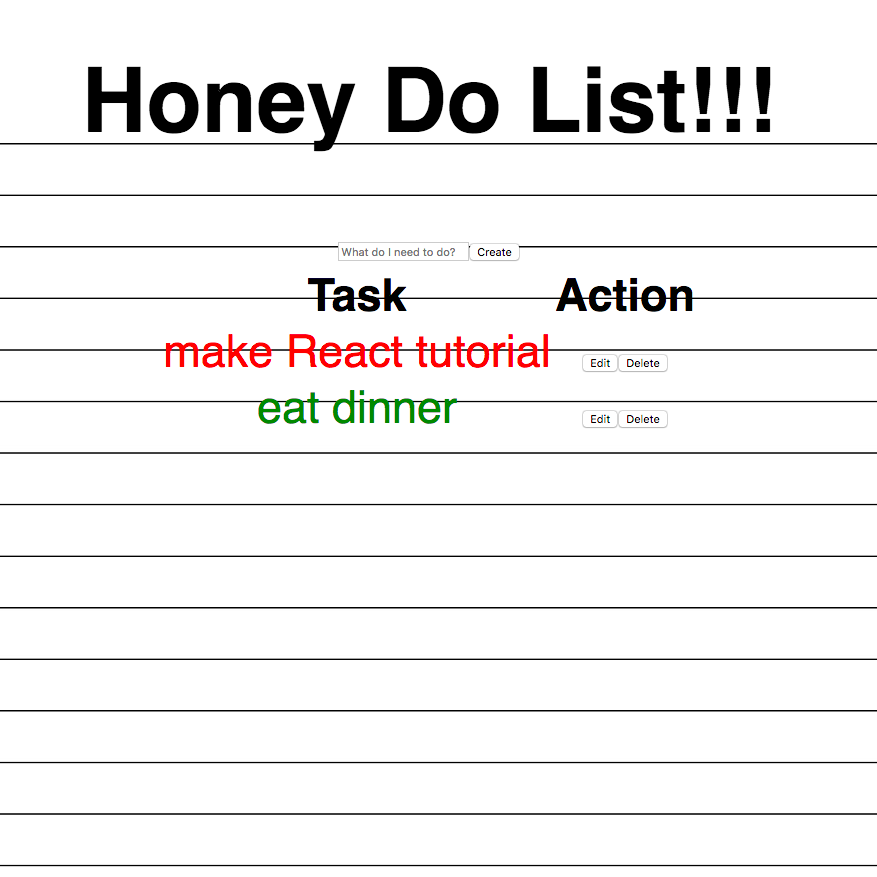 Honey Do List!!!
What do I need to do? Create
Task Action
make React tutorial Edit Delete
eat dinner Edit Delete